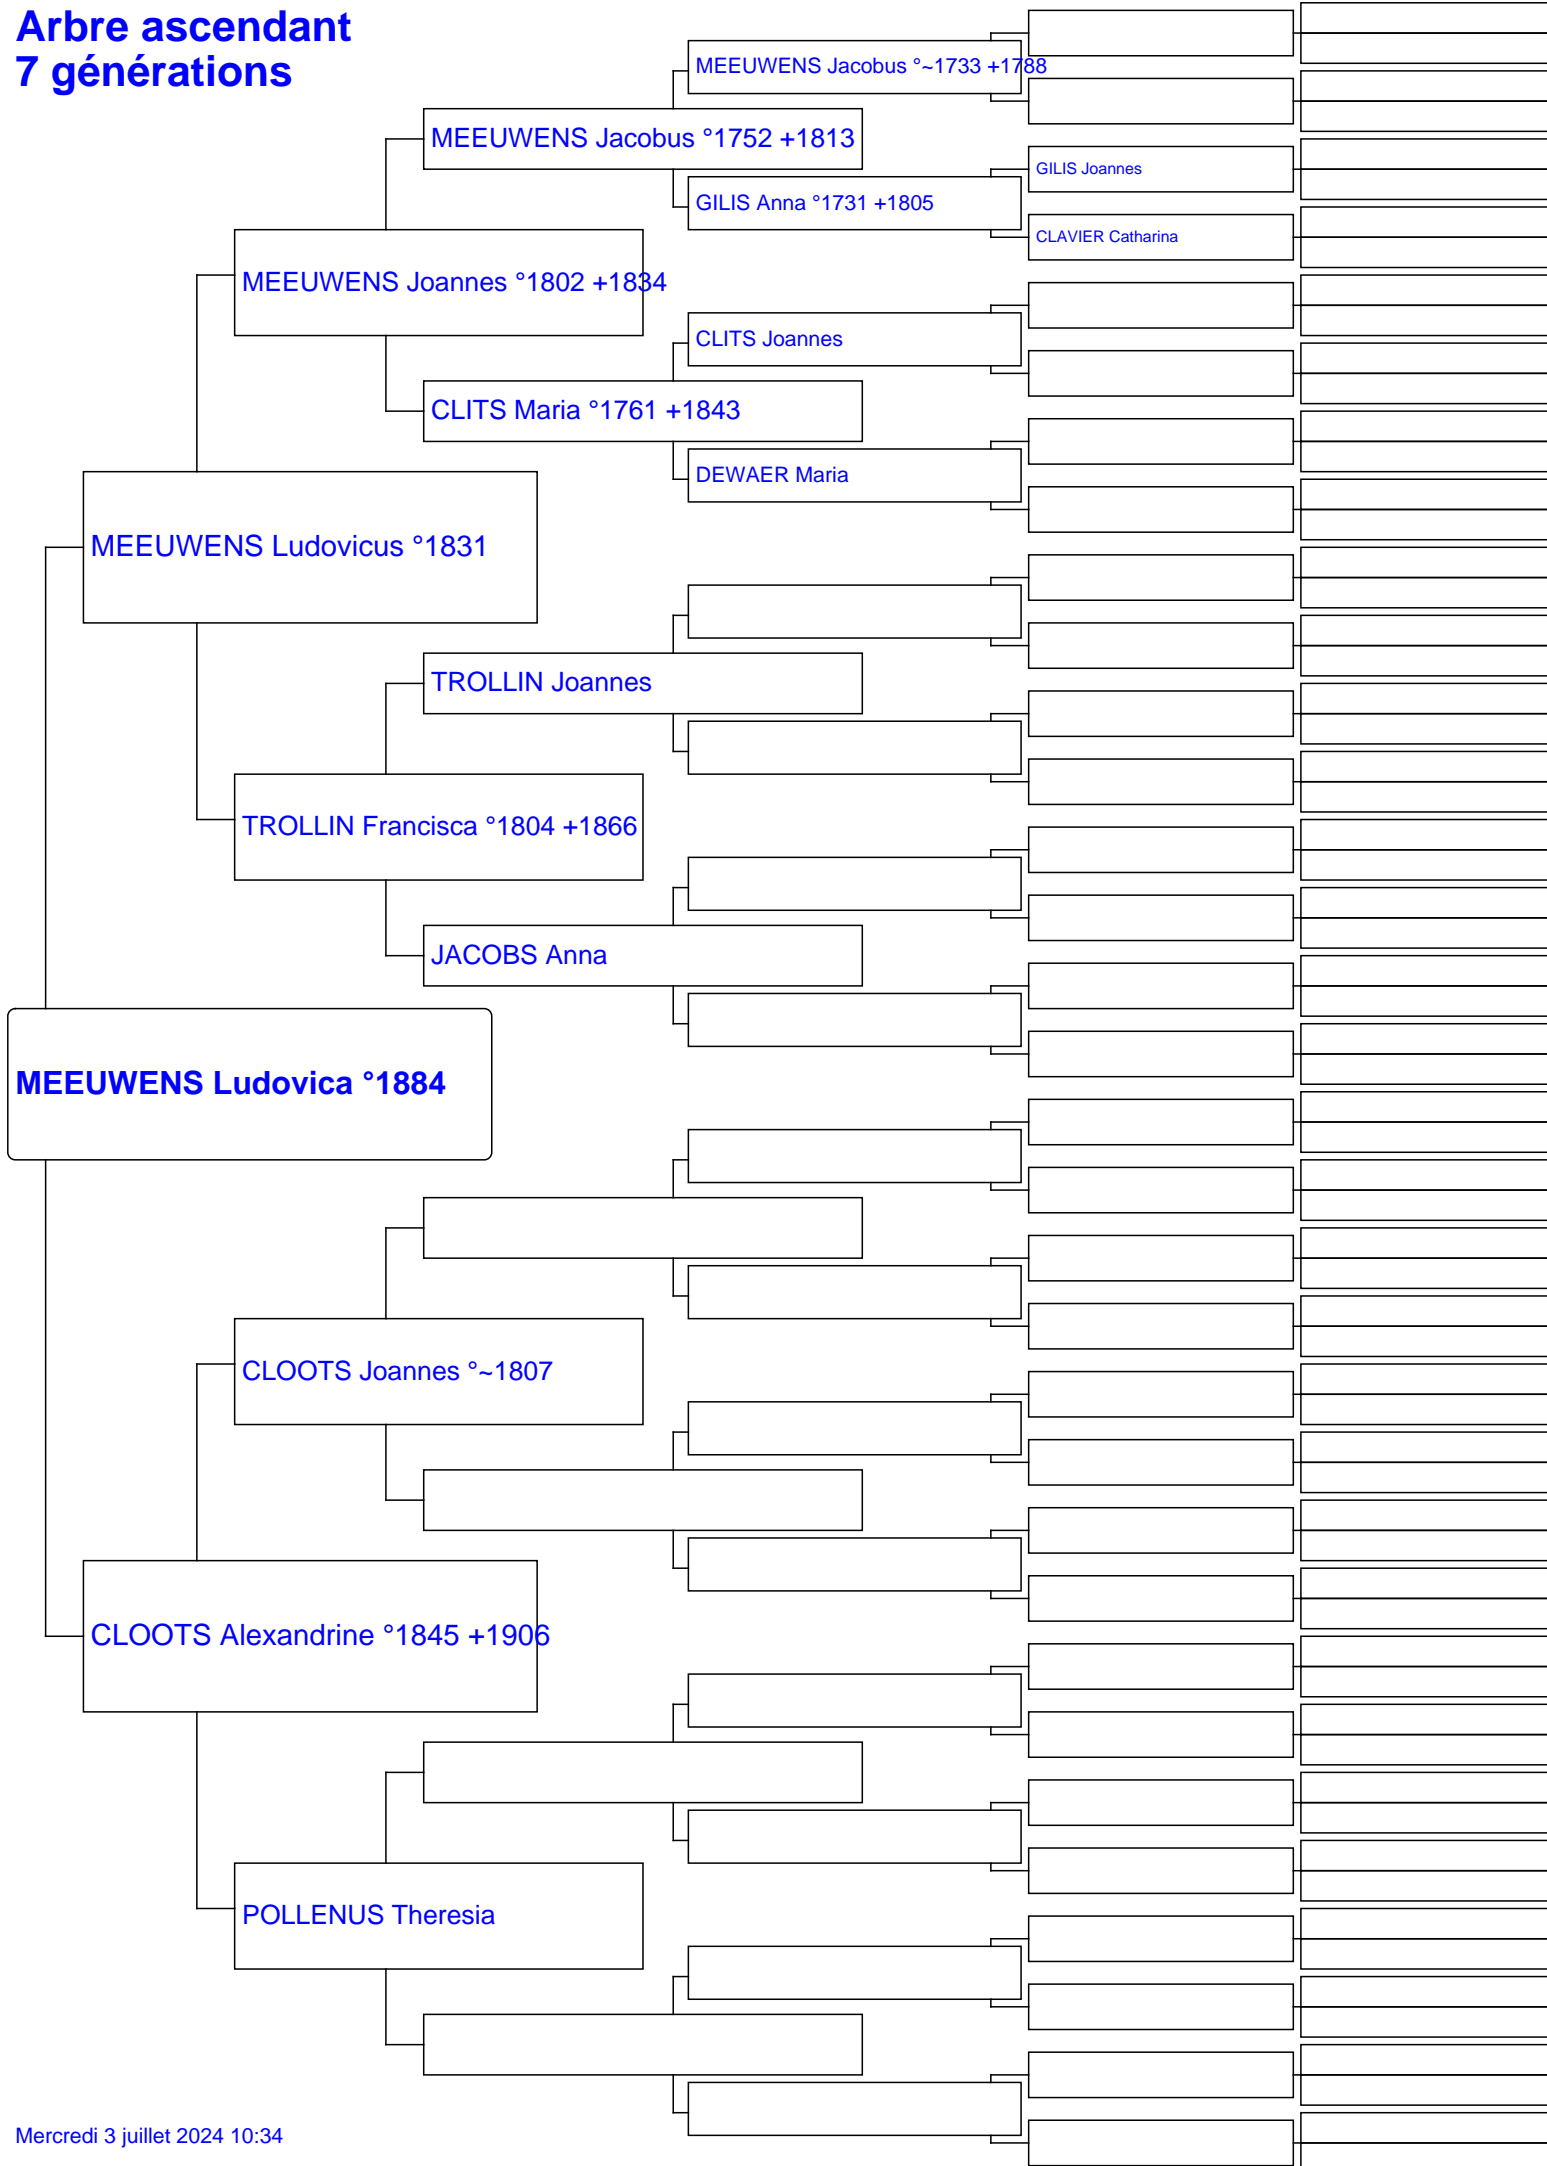 Arbre ascendant
7 générations
MEEUWENS Jacobus °~1733 +1788
MEEUWENS Jacobus °1752 +1813
GILIS Joannes
GILIS Anna °1731 +1805
CLAVIER Catharina
MEEUWENS Joannes °1802 +1834
CLITS Joannes
CLITS Maria °1761 +1843
DEWAER Maria
MEEUWENS Ludovicus °1831
TROLLIN Joannes
TROLLIN Francisca °1804 +1866
JACOBS Anna
MEEUWENS Ludovica °1884
CLOOTS Joannes °~1807
CLOOTS Alexandrine °1845 +1906
POLLENUS Theresia
Mercredi 3 juillet 2024 10:34